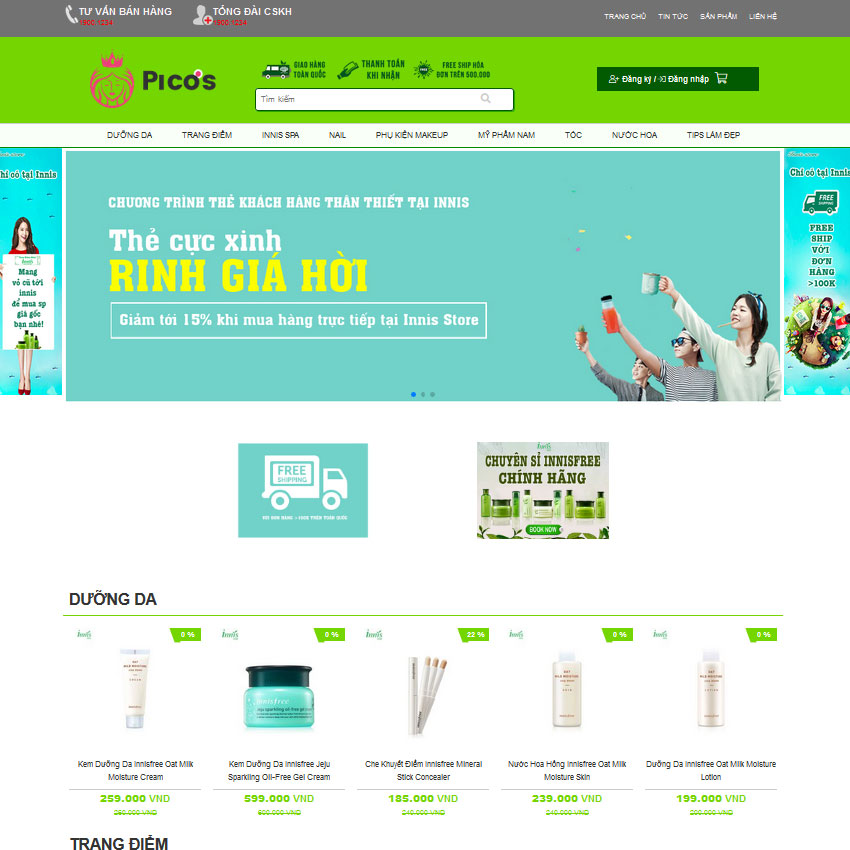 TƯ VẤN BÁN HÀNG
1800.1234
TỔNG ĐÀI CSKH
1800.1234
TRANG CHỦ
TIN TỨC
SẢN PHẨM
LIÊN HỆ
Pico's
GIAO HÀNG
TOÀN QUỐC
THANH TOÁN
KHI NHẬN
FREE SHIP HÓA
ĐƠN TRÊN 500.000
Đăng ký / Đăng nhập
Tìm kiếm
DƯỠNG DA
TRANG ĐIỂM
INNIS SPA
NAIL
PHỤ KIỆN MAKEUP
MỸ PHẨM NAM
TÓC
NƯỚC HOA
TIPS LÀM ĐẸP
Chỉ có tại Innis
Mang
vỏ cũ tới
innis
để mua sp
giá gốc
bạn nhé!
CHƯƠNG TRÌNH THẺ KHÁCH HÀNG THÂN THIẾT TẠI INNIS
Thẻ cực xinh
RINH GIÁ HỜI
Giảm tới 15% khi mua hàng trực tiếp tại Innis Store
Chỉ có tại Innis
FREE
SHIPPING
FREE
SHIP
VỚI
ĐƠN
HÀNG
>100K
FREE
SHIPPING
innis
CHUYÊN SỈ INNISFREE
CHÍNH HÃNG
BOOK NOW
DƯỠNG DA
innis
0 %
innis
0 %
innis
22 %
innis
0 %
innis
0 %
innisfree
Kem Dưỡng Da Innisfree Oat Milk
Moisture Cream
259.000 VND
Kem Dưỡng Da Innisfree Jeju
Sparkling Oil-Free Gel Cream
599.000 VND
Che Khuyết Điểm Innisfree Mineral
Stick Concealer
185.000 VND
240.000 VND
Nước Hoa Hồng Innisfree Oat Milk
Moisture Skin
239.000 VND
240.000 VND
Dưỡng Da Innisfree Oat Milk Moisture
Lotion
199.000 VND
200.000 VND
TRANG ĐIỂM